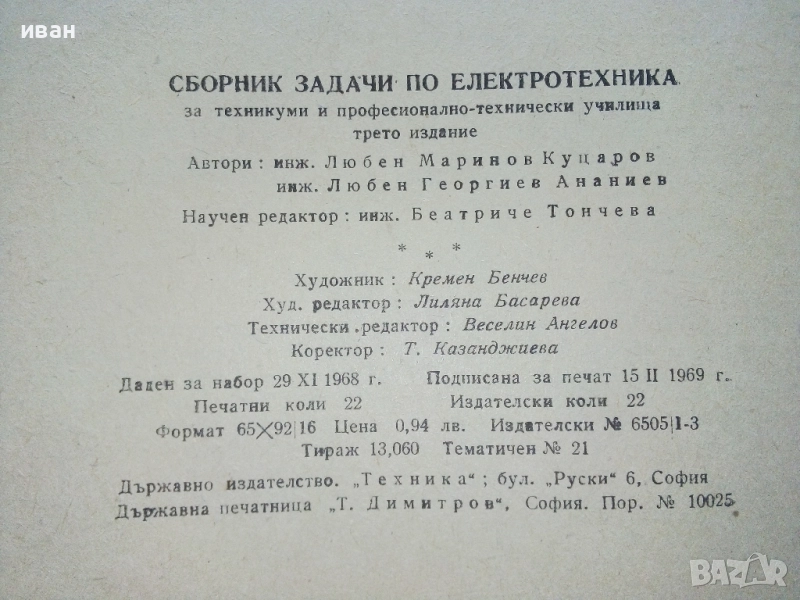 иван
СБОРНИК ЗАДАЧИ ПО ЕЛЕКТРОТЕХНИКА
за техникуми и професионално-технически училища
трето издание
Автори : инж. Любен Маринов Куцаров
инж. Любен Георгиев Ананиев
Научен редактор : инж. Беатриче Тончева
* * *
Художник : Кремен Бенчев
Худ. редактор : Лиляна Басарева
Технически редактор : Веселин Ангелов
Коректор : Т. Казанджиева
Даден за набор 29 XI 1968 г. Подписана за печат 15 II 1969 г.
Печатни коли 22 Издателски коли 22
Формат 65×92|16 Цена 0,94 лв. Издателски № 6505|1-3
Тираж 13,060 Тематичен № 21
Държавно издателство. „Техника“ ; бул. „Руски“ 6, София
Държавна печатница „Т. Димитров“, София. Пор. № 10025
BAZAR